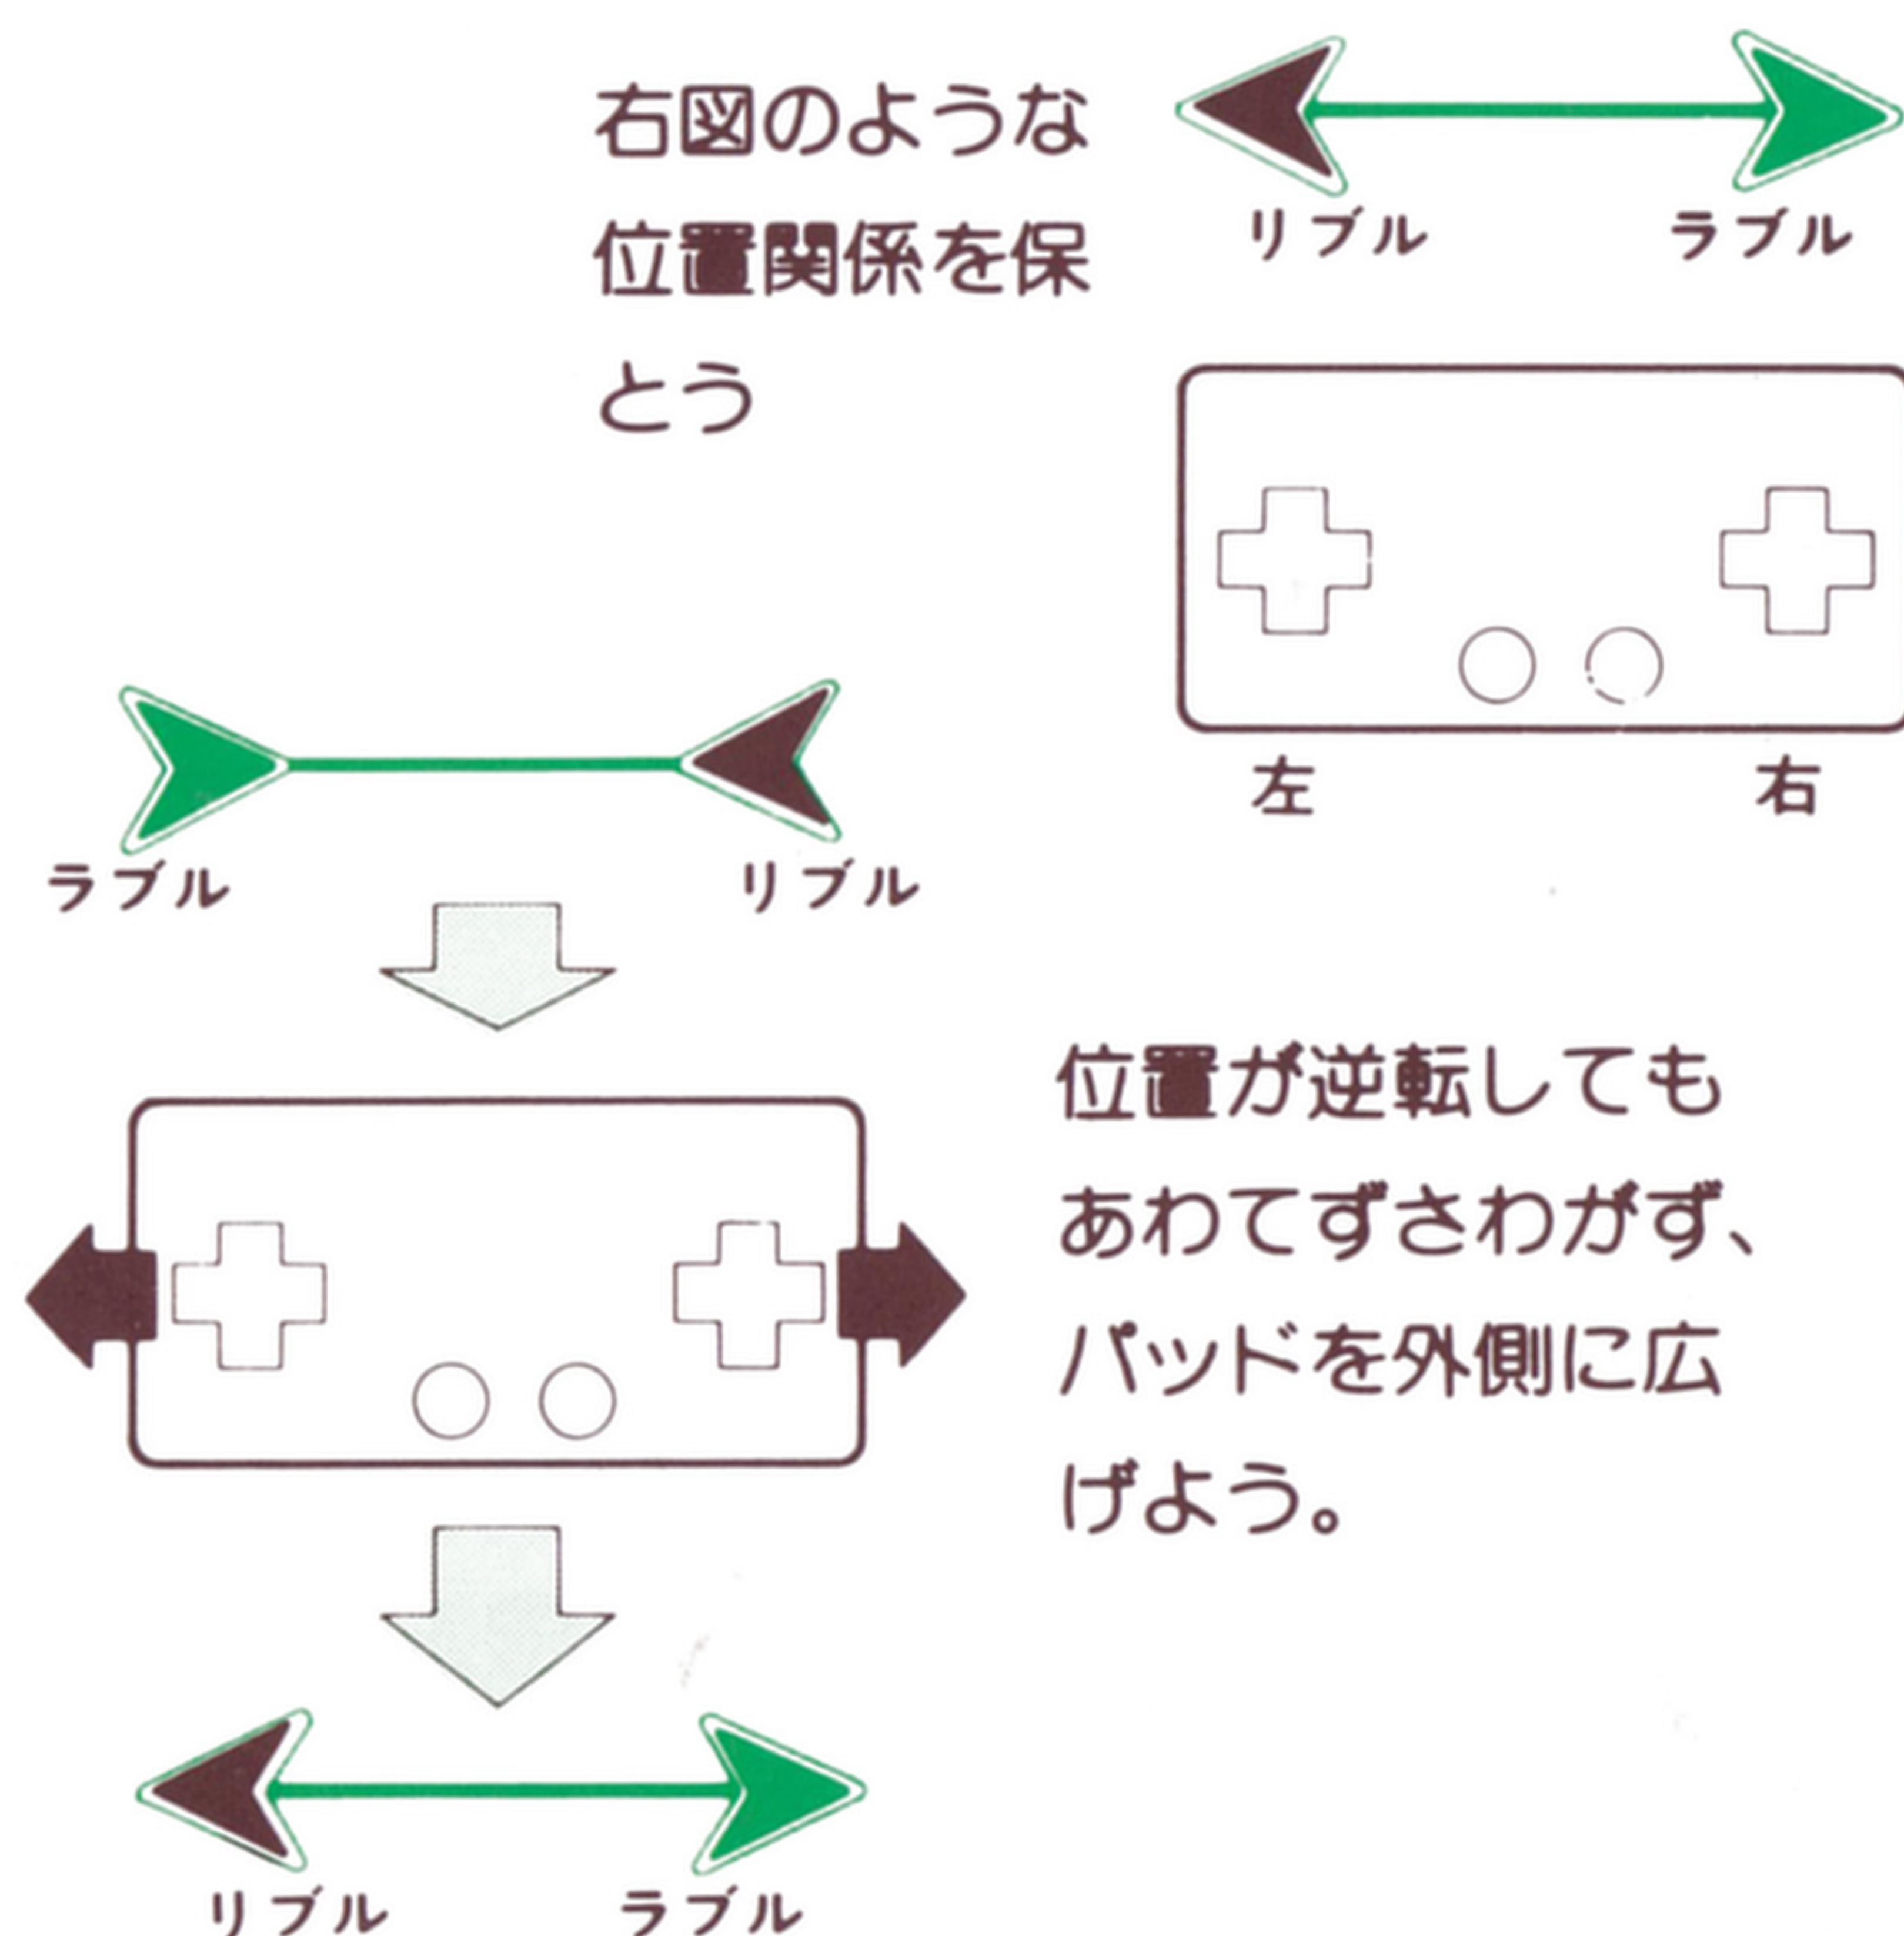 右図のような
位置関係を保
とう
リブル ラブル
左 右
ラブル リブル
位置が逆転しても
あわてずさわがず、
パッドを外側に広
げよう。
リブル ラブル